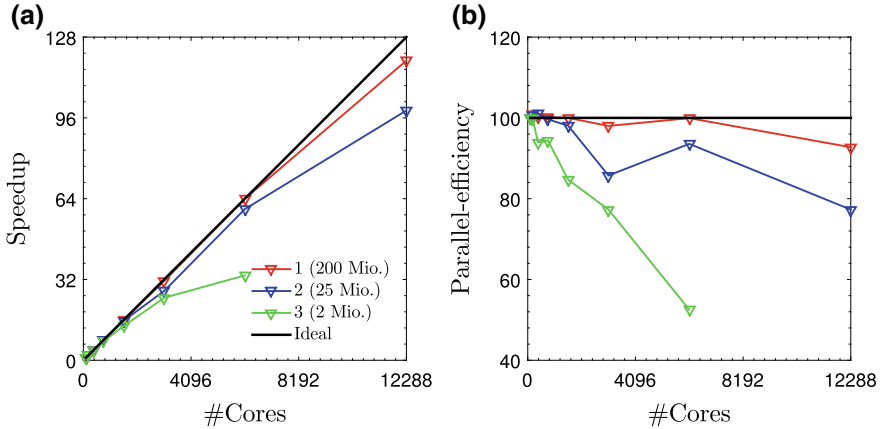 (a)
128
96
64
32
0
Speedup
1 (200 Mio.)
2 (25 Mio.)
3 (2 Mio.)
Ideal
0 4096 8192 12288
#Cores
(b)
120
100
80
60
40
Parallel-efficiency
0 4096 8192 12288
#Cores